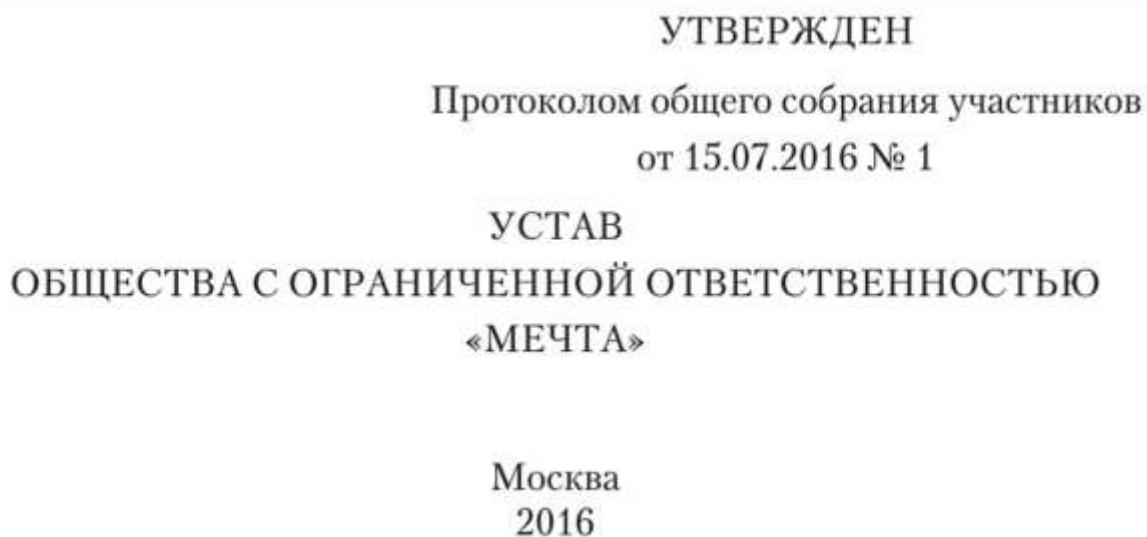 УТВЕРЖДЕН
Протоколом общего собрания участников
от 15.07.2016 № 1
УСТАВ
ОБЩЕСТВА С ОГРАНИЧЕННОЙ ОТВЕТСТВЕННОСТЬЮ
«МЕЧТА»
Москва
2016